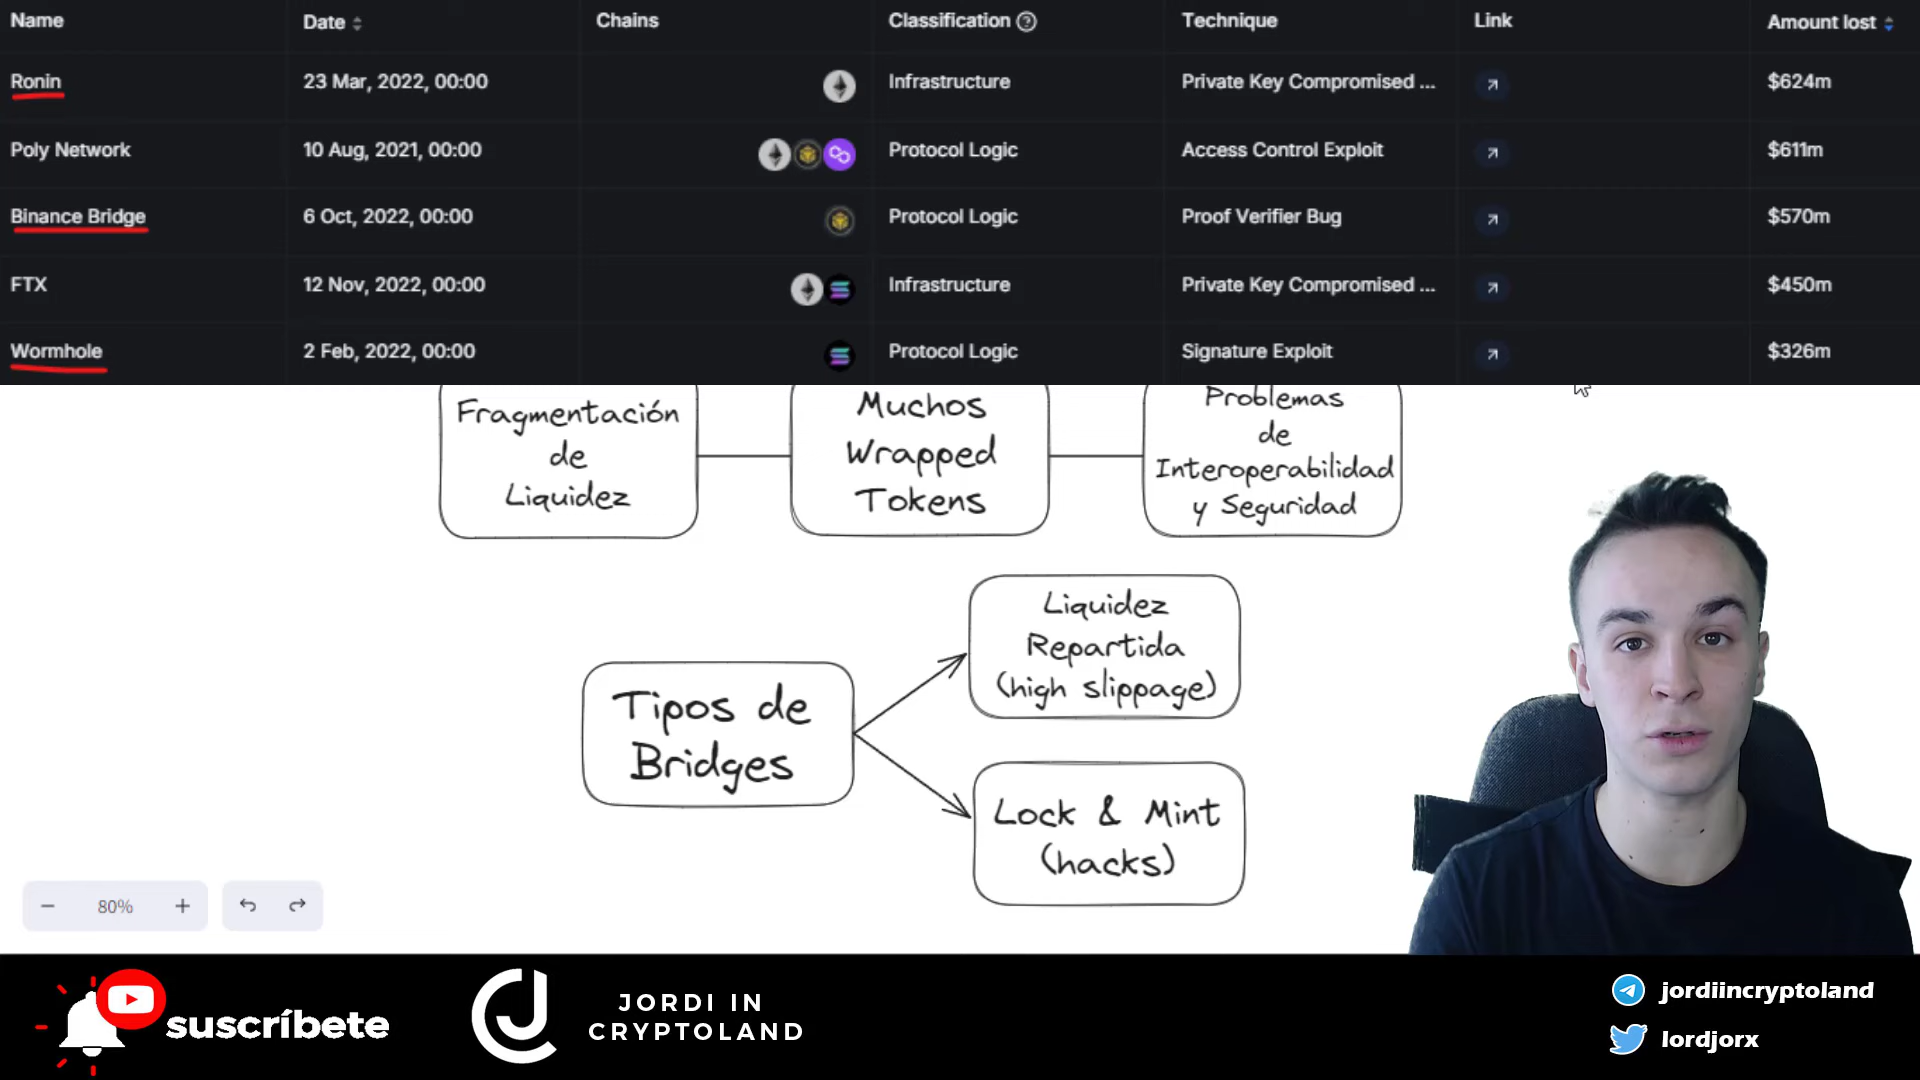 Name Date Chains Classification Technique Link Amount lost
Ronin 23 Mar, 2022, 00:00 Infrastructure Private Key Compromised ... $624m
Poly Network 10 Aug, 2021, 00:00 Protocol Logic Access Control Exploit $611m
Binance Bridge 6 Oct, 2022, 00:00 Protocol Logic Proof Verifier Bug $570m
FTX 12 Nov, 2022, 00:00 Infrastructure Private Key Compromised ... $450m
Wormhole 2 Feb, 2022, 00:00 Protocol Logic Signature Exploit $326m
Fragmentación
de
Liquidez
Muchos
Wrapped
Tokens
Problemas
de
Interoperabilidad
y Seguridad
Tipos de
Bridges
Liquidez
Repartida
(high slippage)
Lock & Mint
(hacks)
80%
suscríbete
JORDI IN
CRYPTOLAND
jordiincryptoland
lordjorx